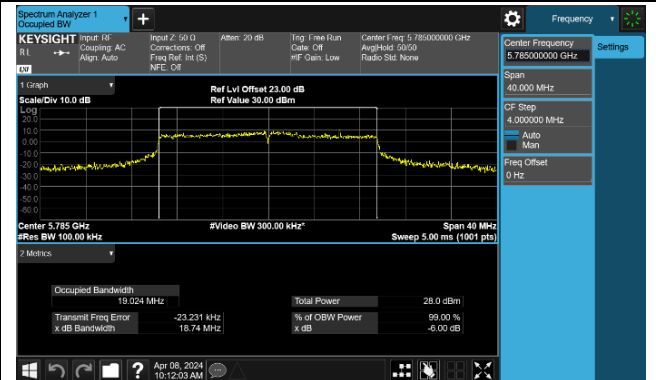 Spectrum Analyzer 1
Occupied BW
Frequency
KEYSIGHT
RL
Input: RF
Coupling: AC
Align: Auto
Input Z: 50 Ω
Corrections: Off
Freq Ref: Int (S)
NFE: Off
Atten: 20 dB
Trig: Free Run
Gate: Off
#IF Gain: Low
Center Freq: 5.785000000 GHz
Avg|Hold: 50/50
Radio Std: None
LXI
Center Frequency
5.785000000 GHz
Settings
Span
40.000 MHz
CF Step
4.000000 MHz
Auto
Man
Freq Offset
0 Hz
1 Graph
Scale/Div 10.0 dB
Ref Lvl Offset 23.00 dB
Ref Value 30.00 dBm
Log
20.0
10.0
0.00
-10.0
-20.0
-30.0
-40.0
-50.0
-60.0
Center 5.785 GHz
#Res BW 100.00 kHz
#Video BW 300.00 kHz*
Span 40 MHz
Sweep 5.00 ms (1001 pts)
2 Metrics
Occupied Bandwidth
19.024 MHz
Total Power
28.0 dBm
Transmit Freq Error
-23.231 kHz
% of OBW Power
99.00 %
x dB Bandwidth
18.74 MHz
x dB
-6.00 dB
Apr 08, 2024
10:12:03 AM